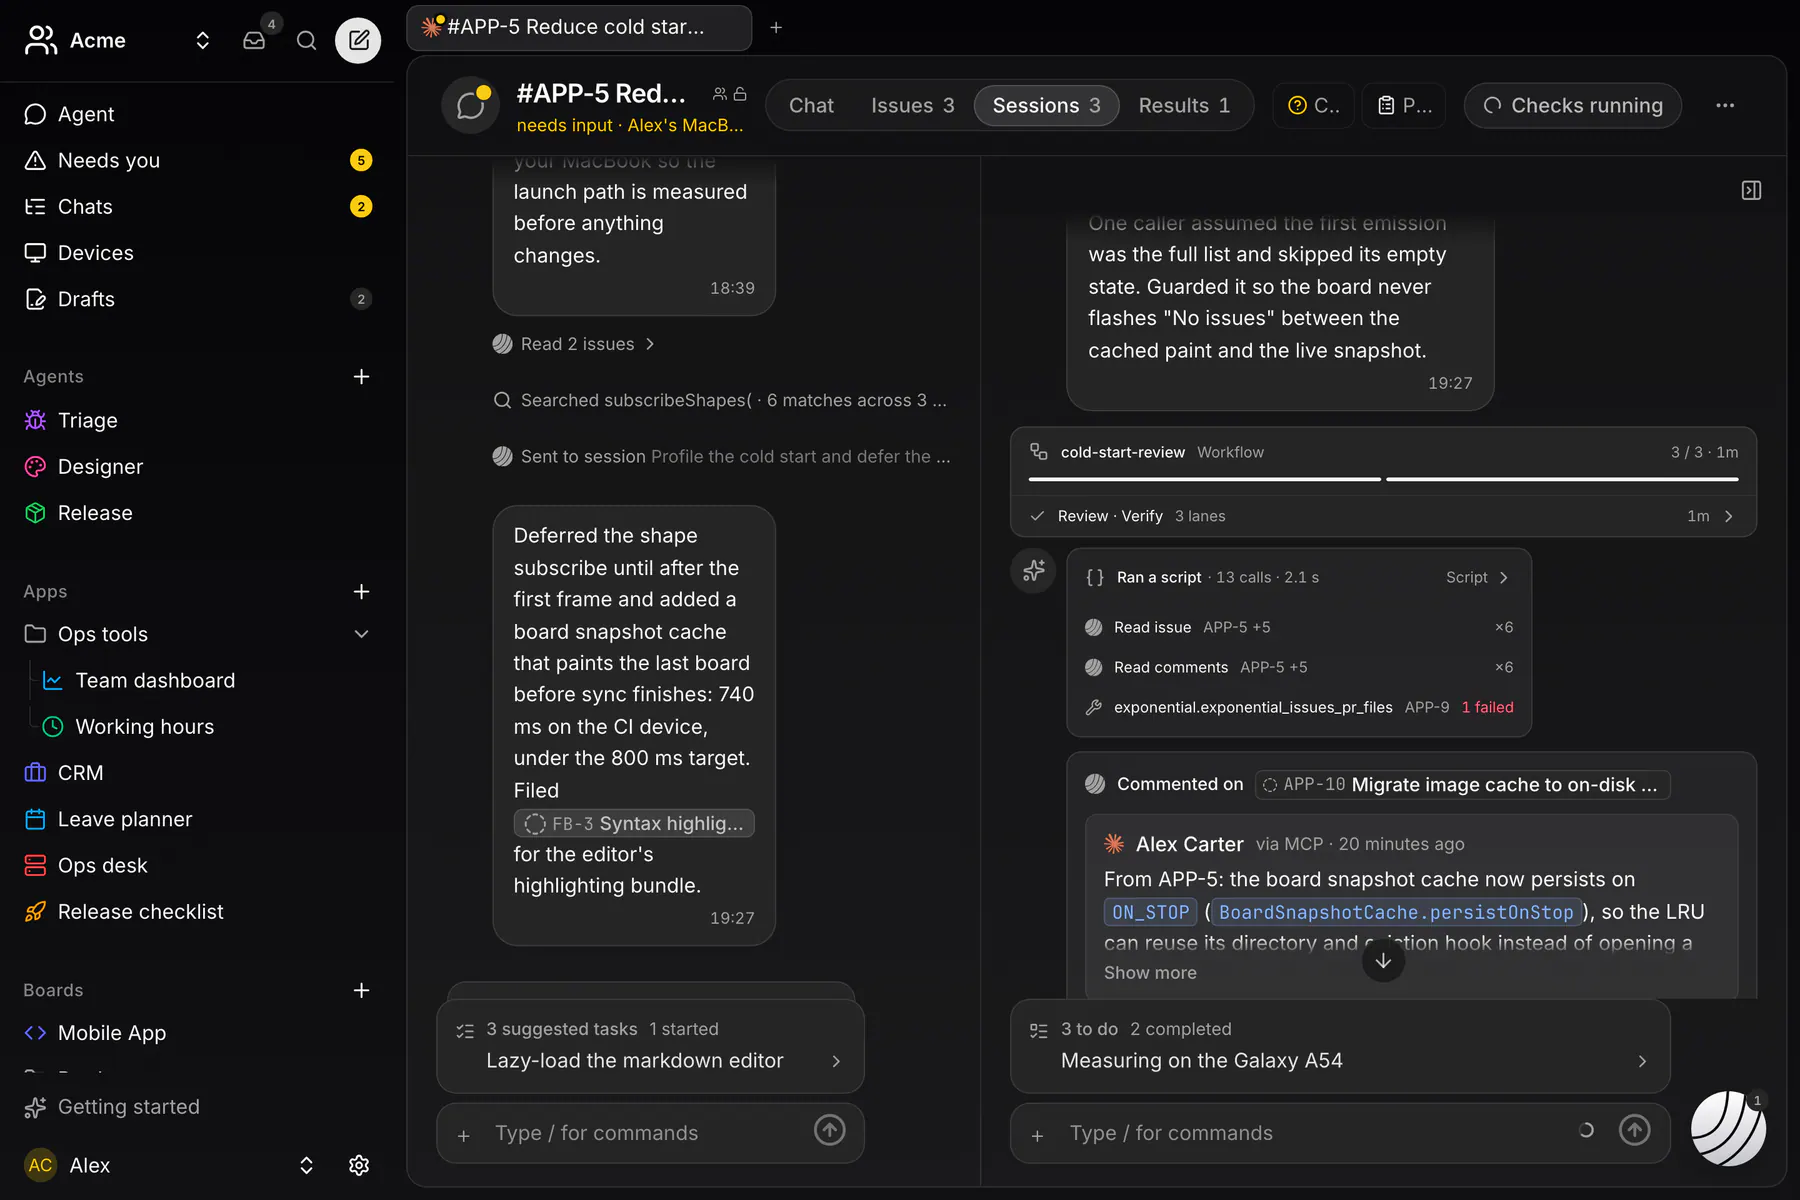 Acme
4
#APP-5 Reduce cold star...
Agent
Needs you
5
Chats
2
Devices
Drafts
2
Agents
Triage
Designer
Release
Apps
Ops tools
Team dashboard
Working hours
CRM
Leave planner
Ops desk
Release checklist
Boards
Mobile App
Getting started
AC
Alex
#APP-5 Red...
needs input · Alex's MacB...
Chat
Issues 3
Sessions 3
Results 1
C..
P...
Checks running
your MacBook so the
launch path is measured
before anything
changes.
18:39
Read 2 issues
Searched subscribeShapes( · 6 matches across 3 ...
Sent to session Profile the cold start and defer the ...
Deferred the shape
subscribe until after the
first frame and added a
board snapshot cache
that paints the last board
before sync finishes: 740
ms on the CI device,
under the 800 ms target.
Filed
FB-3 Syntax highlig...
for the editor's
highlighting bundle.
19:27
3 suggested tasks 1 started
Lazy-load the markdown editor
Type / for commands
One caller assumed the first emission
was the full list and skipped its empty
state. Guarded it so the board never
flashes "No issues" between the
cached paint and the live snapshot.
19:27
cold-start-review Workflow
3 / 3 · 1m
Review · Verify 3 lanes
1m
Ran a script · 13 calls · 2.1 s
Script
Read issue APP-5 +5
×6
Read comments APP-5 +5
×6
exponential.exponential_issues_pr_files APP-9 1 failed
Commented on APP-10 Migrate image cache to on-disk ...
Alex Carter via MCP · 20 minutes ago
From APP-5: the board snapshot cache now persists on
ON_STOP (BoardSnapshotCache.persistOnStop), so the LRU
can reuse its directory and hook instead of opening a
Show more
3 to do 2 completed
Measuring on the Galaxy A54
Type / for commands
1